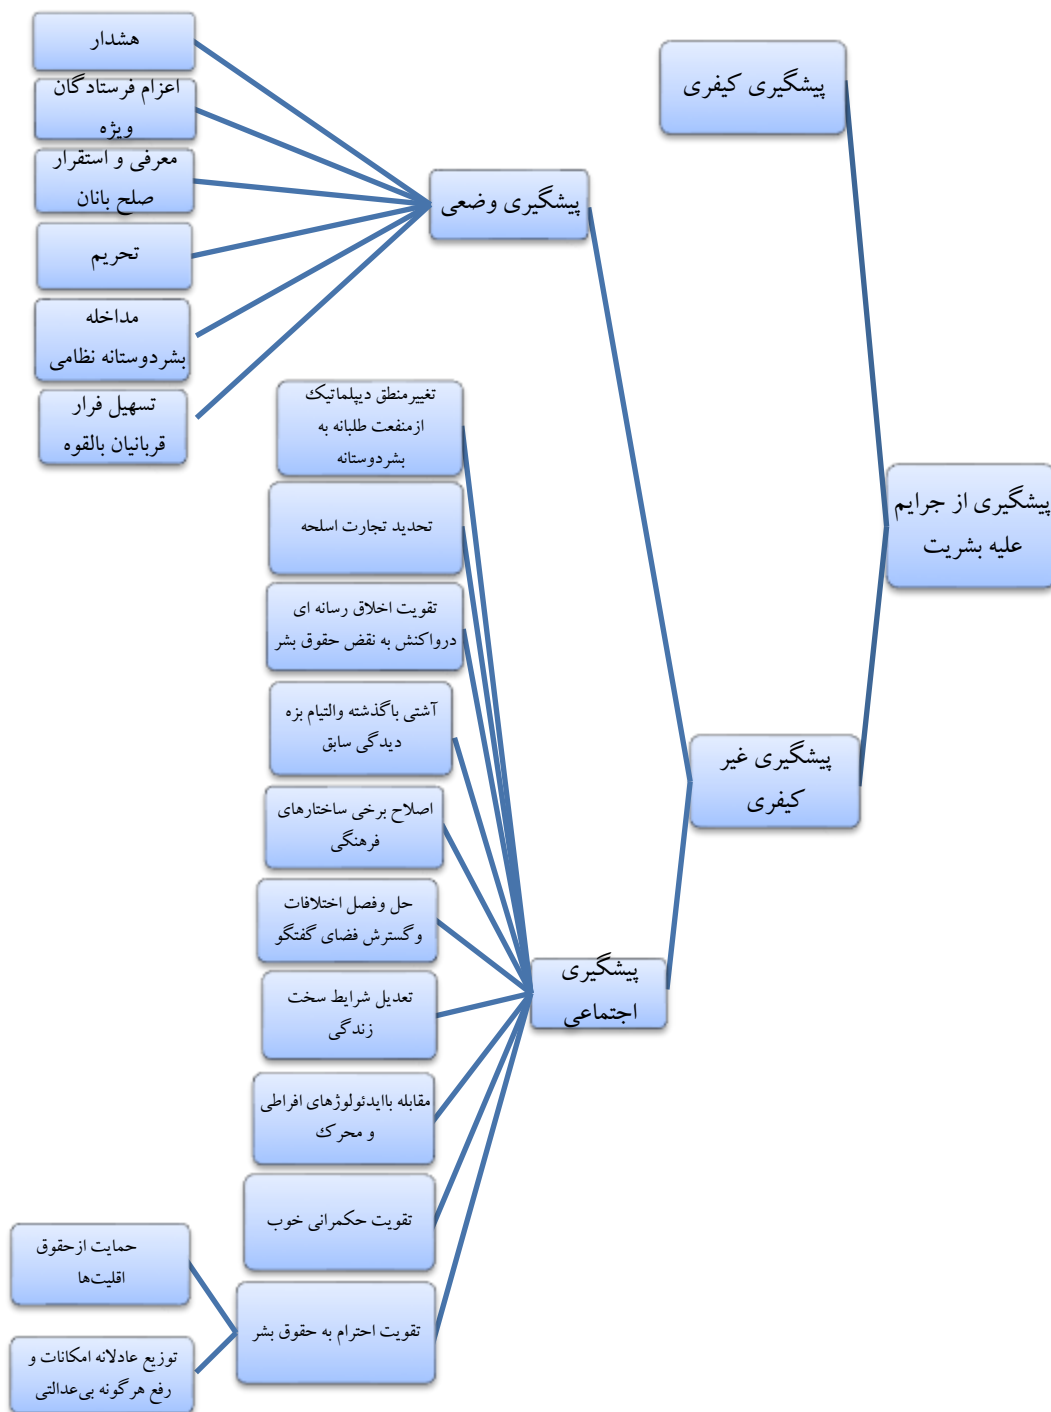 پیشگیری از جرایم
علیه بشریت
پیشگیری کیفری
پیشگیری غیر
کیفری
پیشگیری وضعی
هشدار
اعزام فرستادگان
ویژه
معرفی و استقرار
صلح بانان
تحریم
مداخله
بشردوستانه نظامی
تسهیل فرار
قربانیان بالقوه
پیشگیری
اجتماعی
تغییرمنطق دیپلماتیک
ازمنفعت طلبانه به
بشردوستانه
تحدید تجارت اسلحه
تقویت اخلاق رسانه ای
درواکنش به نقض حقوق بشر
آشتی باگذشته والتیام بزه
دیدگی سابق
اصلاح برخی ساختارهای
فرهنگی
حل وفصل اختلافات
وگسترش فضای گفتگو
تعدیل شرایط سخت
زندگی
مقابله باایدئولوژهای افراطی
و محرک
تقویت حکمرانی خوب
تقویت احترام به حقوق بشر
حمایت ازحقوق
اقلیت‌ها
توزیع عادلانه امکانات و
رفع هرگونه بی‌عدالتی